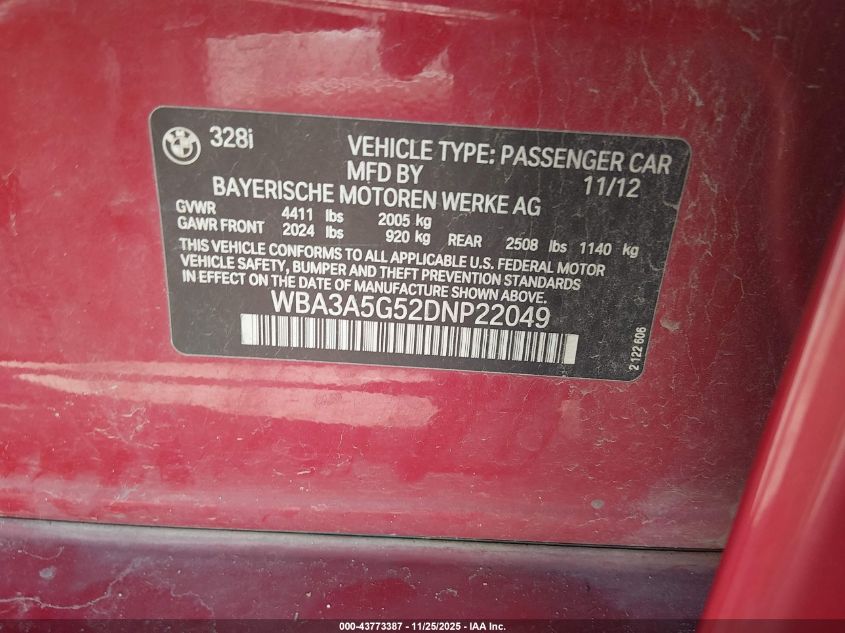 BMW
328i
VEHICLE TYPE: PASSENGER CAR
MFD BY 11/12
BAYERISCHE MOTOREN WERKE AG
GVWR 4411 lbs 2005 kg
GAWR FRONT 2024 lbs 920 kg REAR 2508 lbs 1140 kg
THIS VEHICLE CONFORMS TO ALL APPLICABLE U.S. FEDERAL MOTOR
VEHICLE SAFETY, BUMPER AND THEFT PREVENTION STANDARDS
IN EFFECT ON THE DATE OF MANUFACTURE SHOWN ABOVE.
WBA3A5G52DNP22049
2 122 606
000-43773387 - 11/25/2025 - IAA Inc.